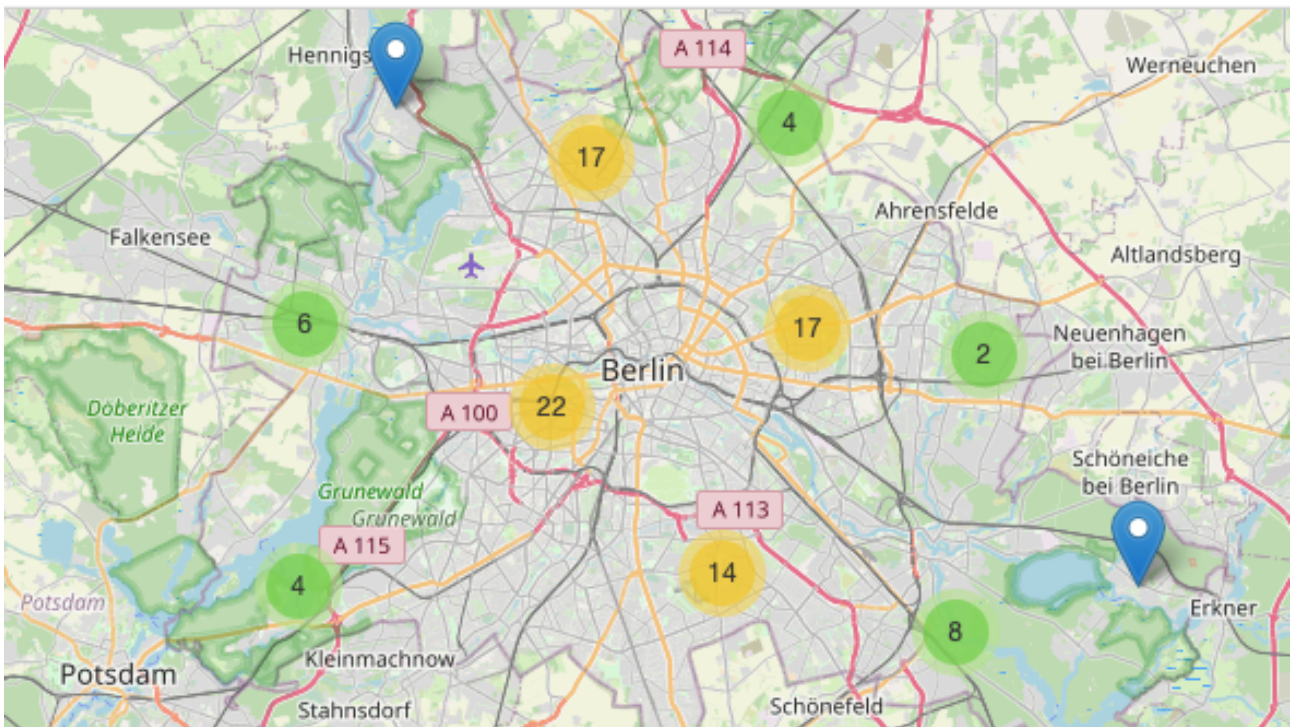 A 114
Hennigs
Werneuchen
4
17
Ahrensfelde
Falkensee
Altlandsberg
6
17
Neuenhagen
bei Berlin
2
Berlin
Döberitzer
Heide
22
A 100
Schöneiche
bei Berlin
Grunewald
Grunewald
A 113
A 115
14
4
Potsdam
Erkner
8
Kleinmachnow
Potsdam
Stahnsdorf
Schönefeld